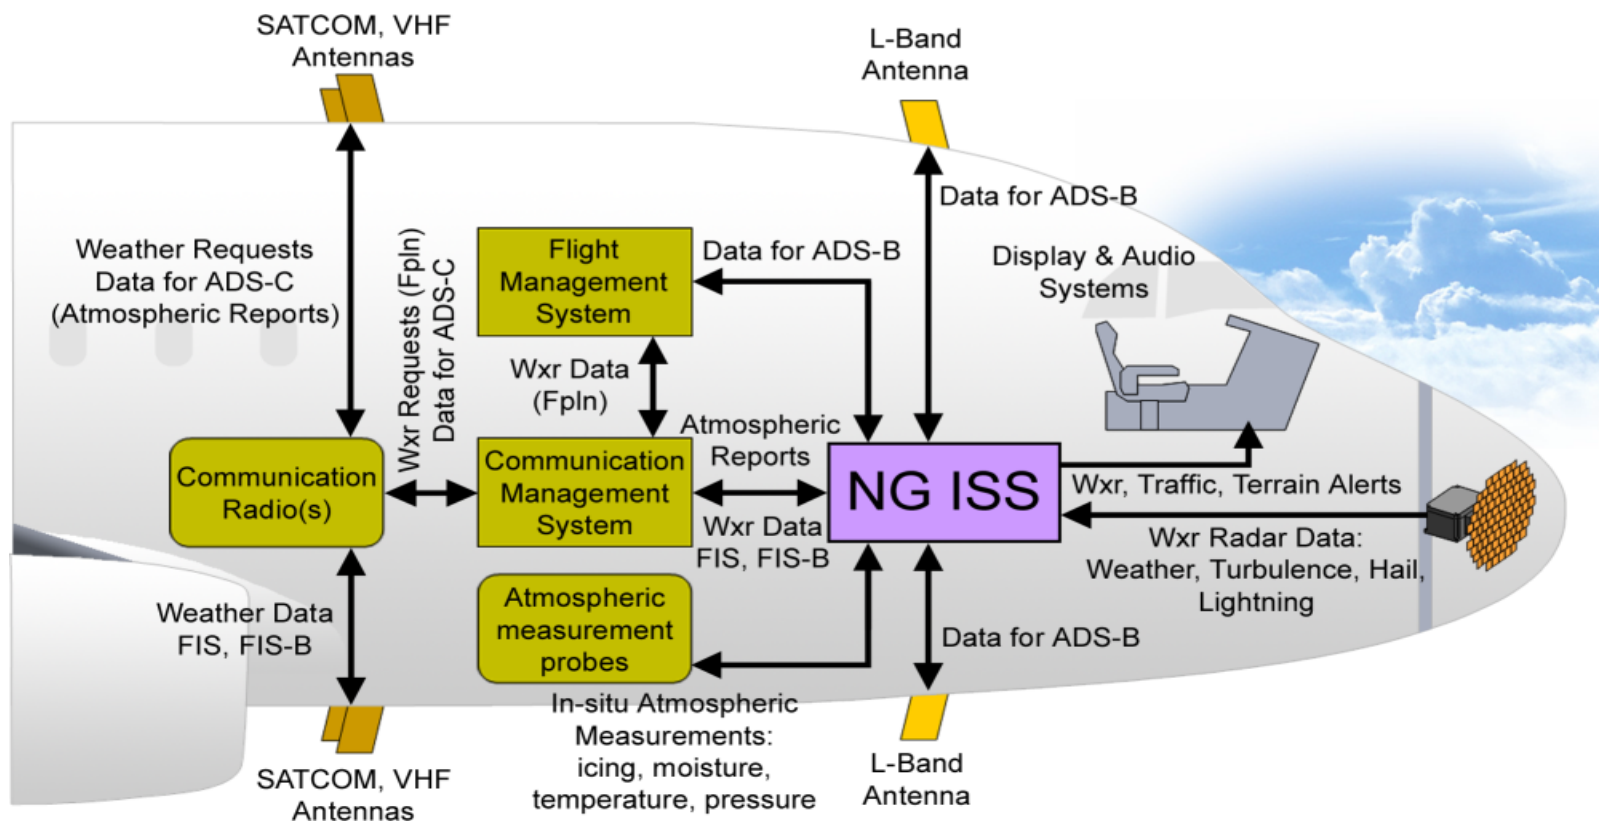 SATCOM, VHF
Antennas
L-Band
Antenna
Data for ADS-B
Weather Requests
Data for ADS-C
(Atmospheric Reports)
Wxr Requests (Fpln)
Data for ADS-C
Flight
Management
System
Data for ADS-B
Display & Audio
Systems
Wxr Data
(Fpln)
Atmospheric
Reports
Communication
Radio(s)
Communication
Management
System
NG ISS
Wxr, Traffic, Terrain Alerts
Wxr Data
FIS, FIS-B
Wxr Radar Data:
Weather, Turbulence, Hail,
Lightning
Weather Data
FIS, FIS-B
Atmospheric
measurement
probes
Data for ADS-B
In-situ Atmospheric
Measurements:
icing, moisture,
temperature, pressure
SATCOM, VHF
Antennas
L-Band
Antenna